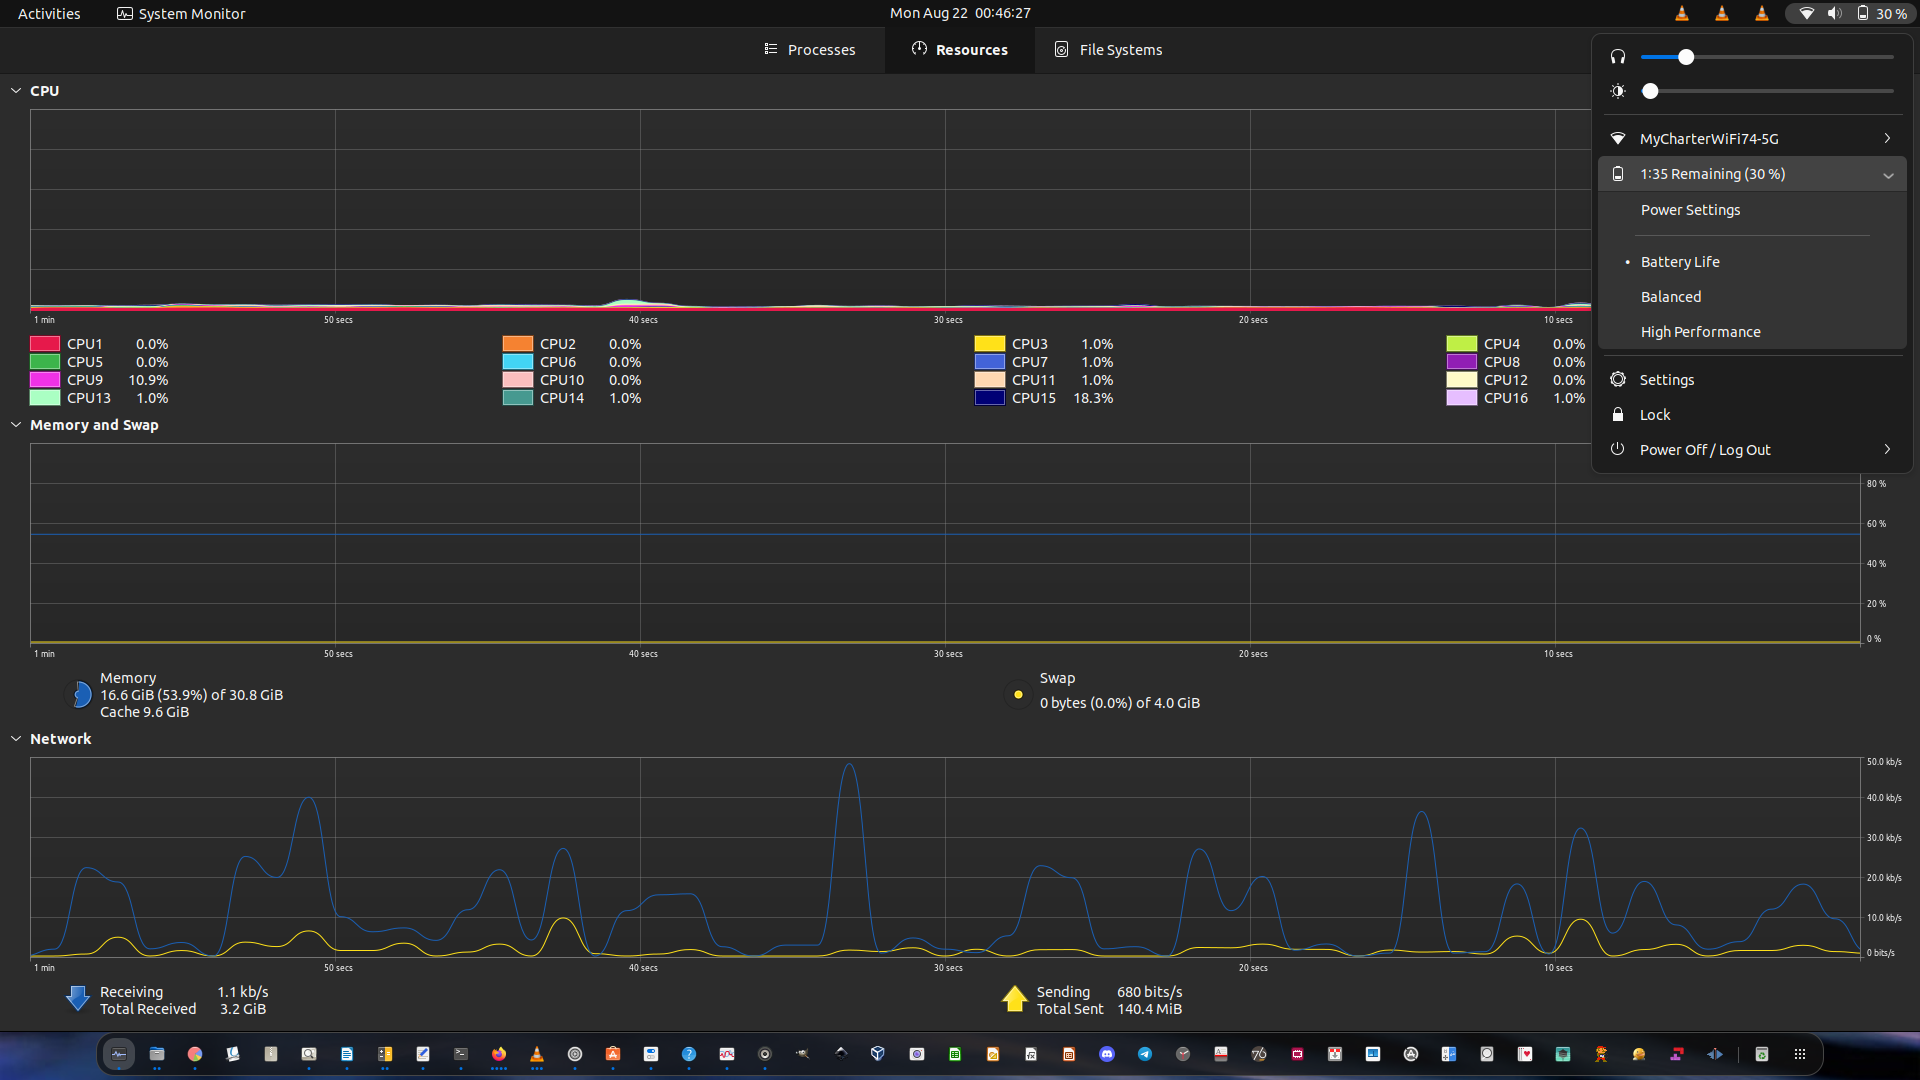 Activities
System Monitor
Mon Aug 22 00:46:27
30 %
Processes
Resources
File Systems
CPU
1 min
50 secs
40 secs
30 secs
20 secs
10 secs
CPU1 0.0%
CPU2 0.0%
CPU3 1.0%
CPU4 0.0%
CPU5 0.0%
CPU6 0.0%
CPU7 1.0%
CPU8 0.0%
CPU9 10.9%
CPU10 0.0%
CPU11 1.0%
CPU12 0.0%
CPU13 1.0%
CPU14 1.0%
CPU15 18.3%
CPU16 1.0%
MyCharterWiFi74-5G
1:35 Remaining (30 %)
Power Settings
Battery Life
Balanced
High Performance
Settings
Lock
Power Off / Log Out
Memory and Swap
80 %
60 %
40 %
20 %
0 %
1 min
50 secs
40 secs
30 secs
20 secs
10 secs
Memory
16.6 GiB (53.9%) of 30.8 GiB
Cache 9.6 GiB
Swap
0 bytes (0.0%) of 4.0 GiB
Network
50.0 kb/s
40.0 kb/s
30.0 kb/s
20.0 kb/s
10.0 kb/s
0 bits/s
1 min
50 secs
40 secs
30 secs
20 secs
10 secs
Receiving 1.1 kb/s
Total Received 3.2 GiB
Sending 680 bits/s
Total Sent 140.4 MiB
76